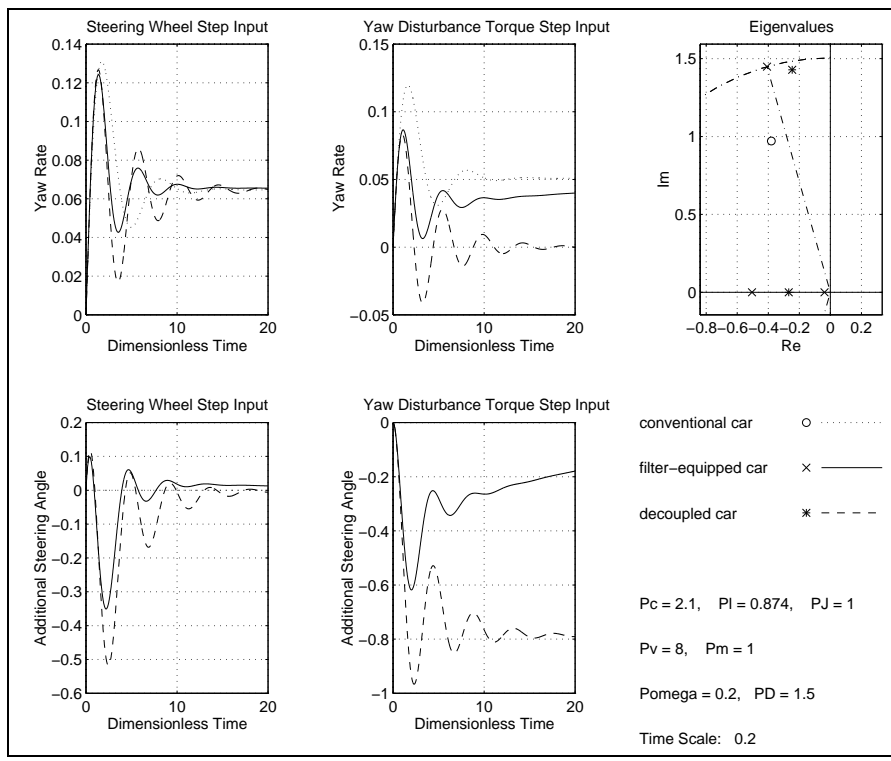 Steering Wheel Step Input
0.14
0.12
0.1
0.08
0.06
0.04
0.02
0
Yaw Rate
0 10 20
Dimensionless Time
Yaw Disturbance Torque Step Input
0.15
0.1
0.05
0
−0.05
Yaw Rate
0 10 20
Dimensionless Time
Eigenvalues
1.5
1
1.5
0
Im
−0.8−0.6−0.4−0.2 0 0.2
Re
Steering Wheel Step Input
0.2
0.1
0
−0.1
−0.2
−0.3
−0.4
−0.5
−0.6
Additional Steering Angle
0 10 20
Dimensionless Time
Yaw Disturbance Torque Step Input
0
−0.2
−0.4
−0.6
−0.8
−1
Additional Steering Angle
0 10 20
Dimensionless Time
conventional car
filter-equipped car
decoupled car
Pc = 2.1, Pl = 0.874, PJ = 1
Pv = 8, Pm = 1
Pomega = 0.2, PD = 1.5
Time Scale: 0.2